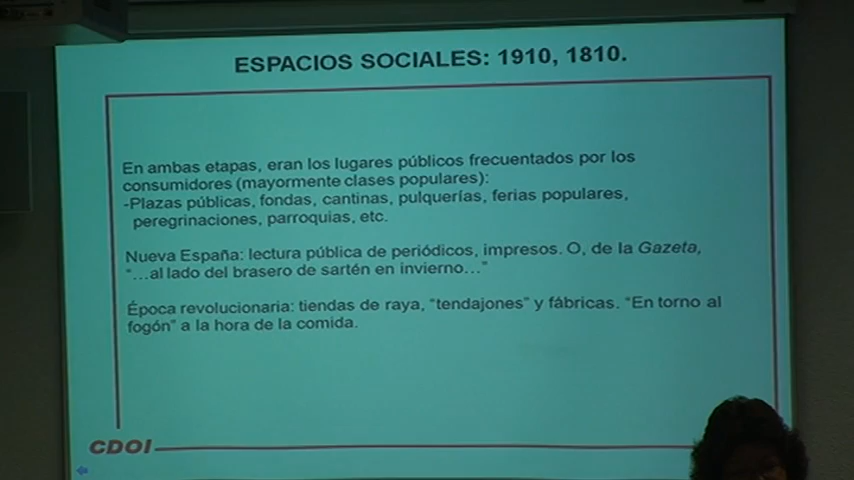 ESPACIOS SOCIALES: 1910, 1810.
En ambas etapas, eran los lugares públicos frecuentados por los
consumidores (mayormente clases populares):
-Plazas públicas, fondas, cantinas, pulquerías, ferias populares,
peregrinaciones, parroquias, etc.
Nueva España: lectura pública de periódicos, impresos. O, de la Gazeta,
"...al lado del brasero de sartén en invierno..."
Época revolucionaria: tiendas de raya, "tendajones" y fábricas. "En torno al
fogón" a la hora de la comida.
CDOI